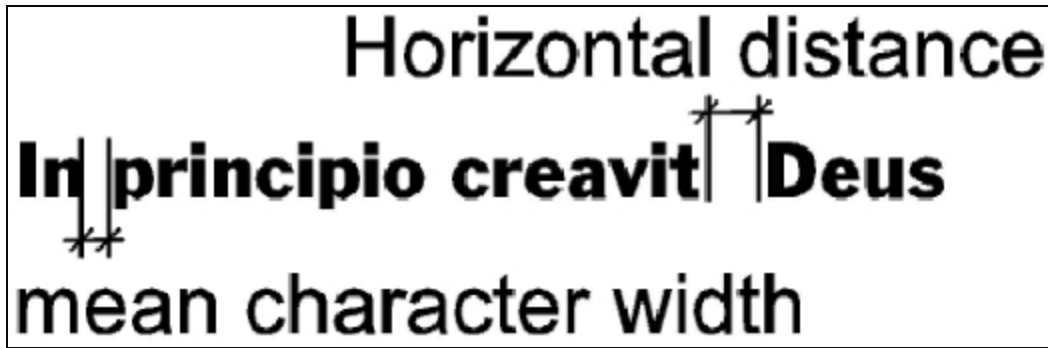 Horizontal distance
In principio creavit Deus
mean character width